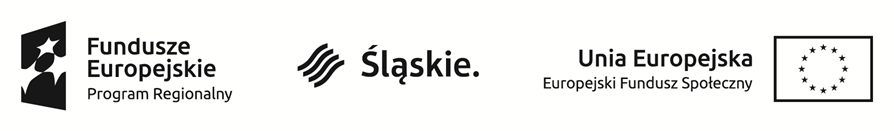 Fundusze
Europejskie
Program Regionalny
Śląskie.
Unia Europejska
Europejski Fundusz Społeczny